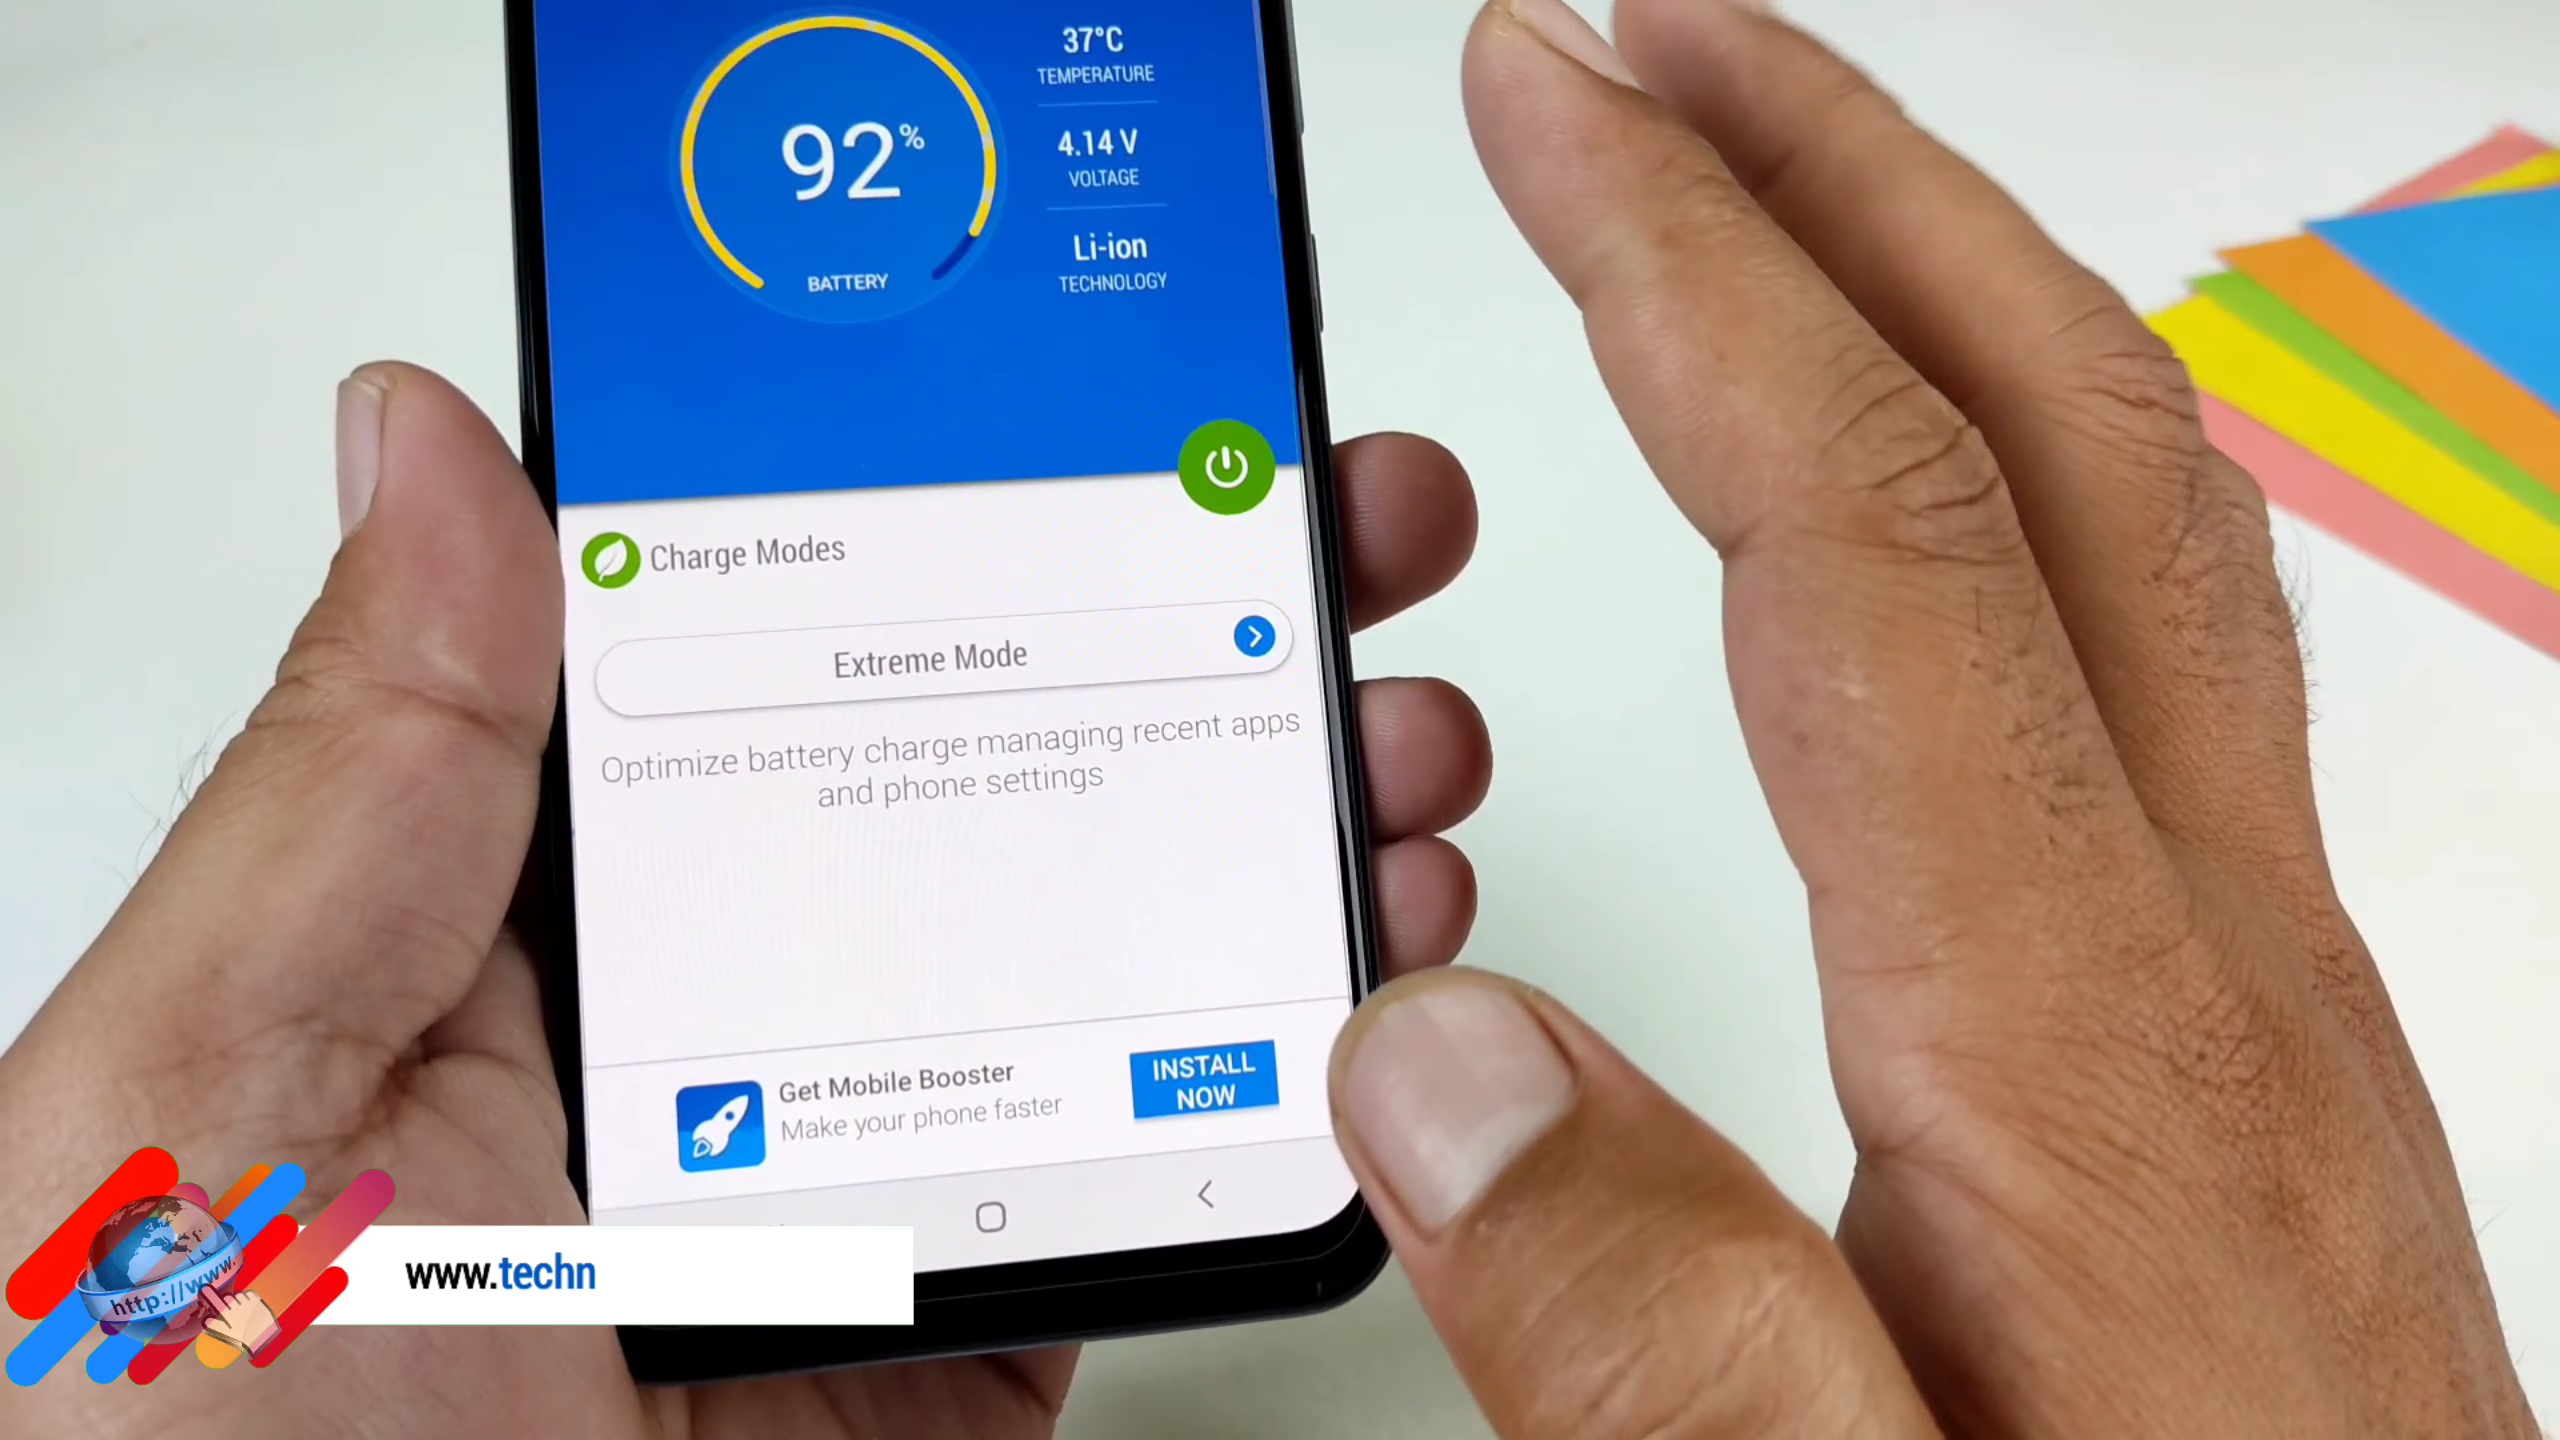 37°C
TEMPERATURE
92%
4.14 V
VOLTAGE
Li-ion
TECHNOLOGY
BATTERY
Charge Modes
Extreme Mode
Optimize battery charge managing recent apps
and phone settings
Get Mobile Booster
Make your phone faster
INSTALL
NOW
www.techn
http://www.